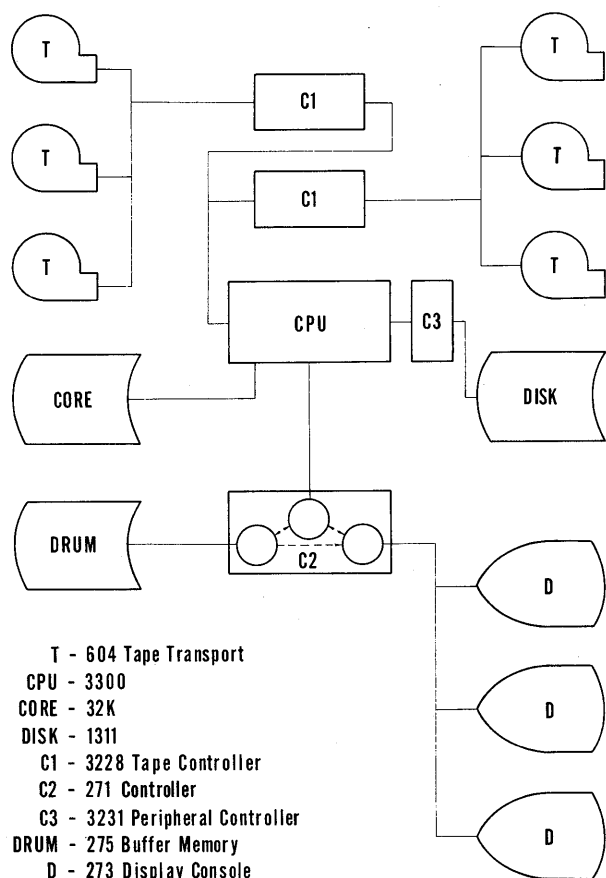 T
T
C1
T
T
C1
T
T
CPU
C3
CORE
DISK
DRUM
C2
D
D
D
T - 604 Tape Transport
CPU - 3300
CORE - 32K
DISK - 1311
C1 - 3228 Tape Controller
C2 - 271 Controller
C3 - 3231 Peripheral Controller
DRUM - 275 Buffer Memory
D - 273 Display Console